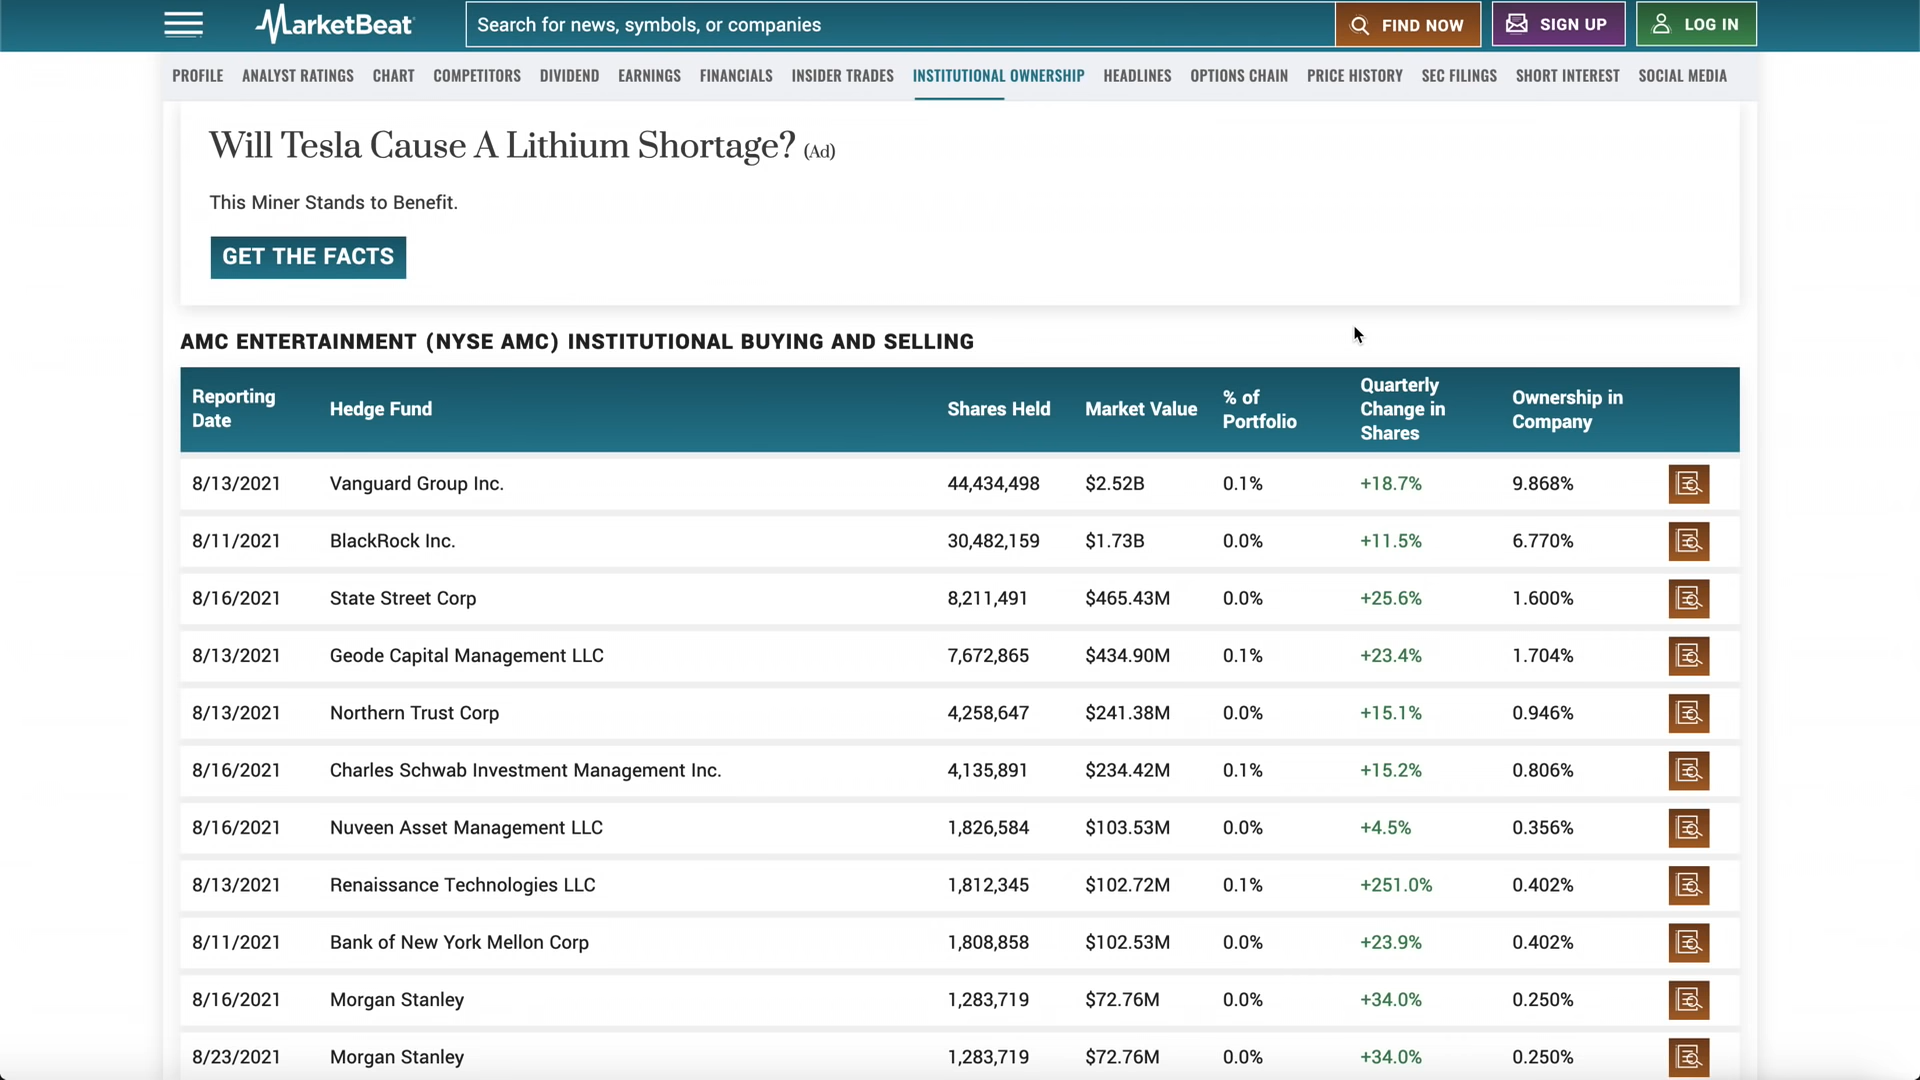 MarketBeat
Search for news, symbols, or companies
FIND NOW
SIGN UP
LOG IN
PROFILE ANALYST RATINGS CHART COMPETITORS DIVIDEND EARNINGS FINANCIALS INSIDER TRADES INSTITUTIONAL OWNERSHIP HEADLINES OPTIONS CHAIN PRICE HISTORY SEC FILINGS SHORT INTEREST SOCIAL MEDIA
Will Tesla Cause A Lithium Shortage? (Ad)
This Miner Stands to Benefit.
GET THE FACTS
AMC ENTERTAINMENT (NYSE AMC) INSTITUTIONAL BUYING AND SELLING
Reporting Date Hedge Fund Shares Held Market Value % of Portfolio Quarterly Change in Shares Ownership in Company
8/13/2021 Vanguard Group Inc. 44,434,498 $2.52B 0.1% +18.7% 9.868%
8/11/2021 BlackRock Inc. 30,482,159 $1.73B 0.0% +11.5% 6.770%
8/16/2021 State Street Corp 8,211,491 $465.43M 0.0% +25.6% 1.600%
8/13/2021 Geode Capital Management LLC 7,672,865 $434.90M 0.1% +23.4% 1.704%
8/13/2021 Northern Trust Corp 4,258,647 $241.38M 0.0% +15.1% 0.946%
8/16/2021 Charles Schwab Investment Management Inc. 4,135,891 $234.42M 0.1% +15.2% 0.806%
8/16/2021 Nuveen Asset Management LLC 1,826,584 $103.53M 0.0% +4.5% 0.356%
8/13/2021 Renaissance Technologies LLC 1,812,345 $102.72M 0.1% +251.0% 0.402%
8/11/2021 Bank of New York Mellon Corp 1,808,858 $102.53M 0.0% +23.9% 0.402%
8/16/2021 Morgan Stanley 1,283,719 $72.76M 0.0% +34.0% 0.250%
8/23/2021 Morgan Stanley 1,283,719 $72.76M 0.0% +34.0% 0.250%